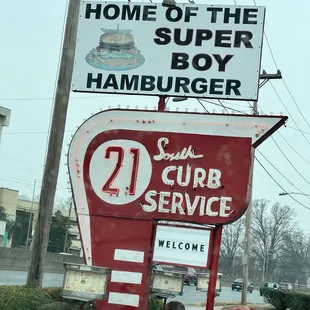 HOME OF THE
SUPER
BOY
HAMBURGER
21
South
CURB
SERVICE
WELCOME